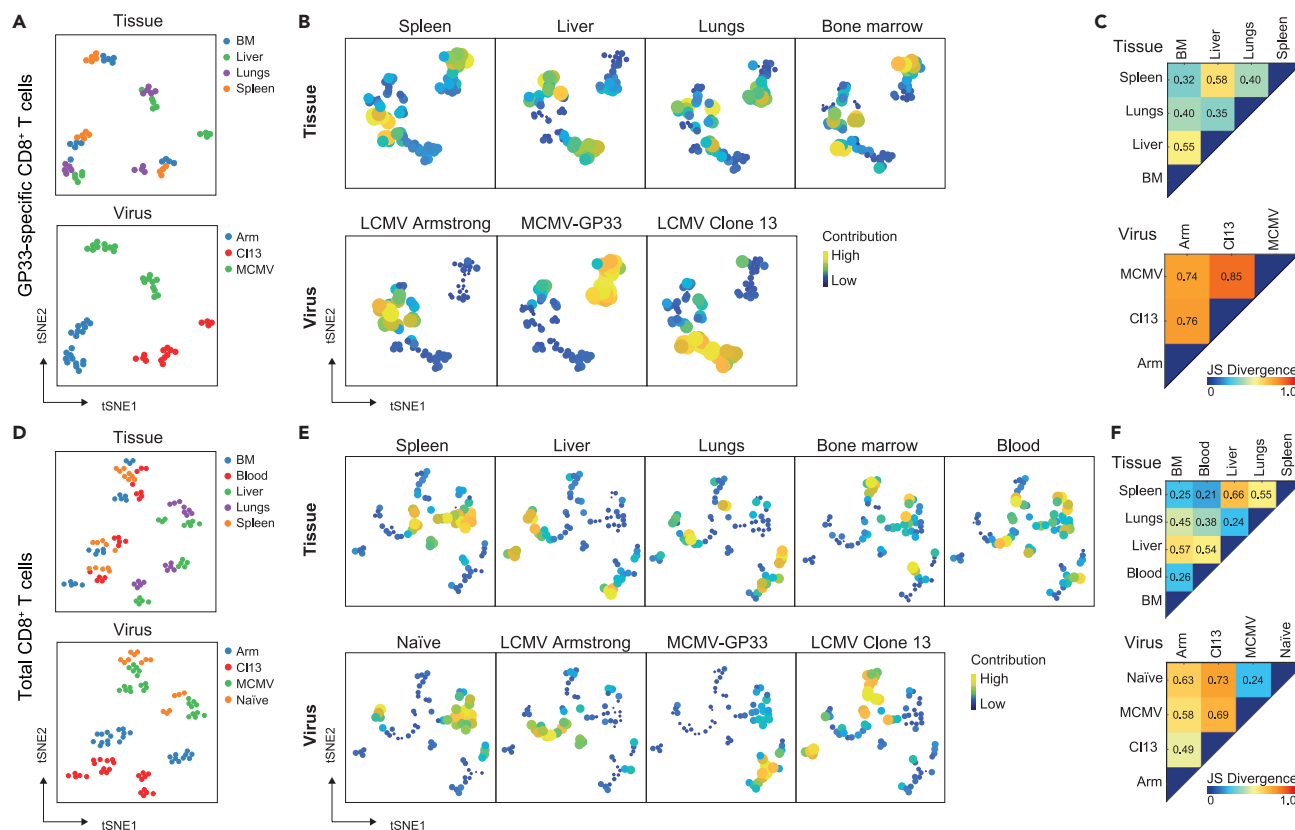 A
Tissue
BM
Liver
Lungs
Spleen
GP33-specific CD8⁺ T cells
Virus
Arm
Cl13
MCMV
tSNE2
tSNE1
B
Spleen Liver Lungs Bone marrow
Tissue
LCMV Armstrong MCMV-GP33 LCMV Clone 13
Virus
Contribution
High
Low
tSNE2
tSNE1
C
Tissue
BM Liver Lungs Spleen
Spleen 0.32 0.58 0.40
Lungs 0.40 0.35
Liver 0.55
BM
Virus
Arm Cl13 MCMV
MCMV 0.74 0.85
Cl13 0.76
Arm
JS Divergence
0 1.0
D
Tissue
BM
Blood
Liver
Lungs
Spleen
Total CD8⁺ T cells
Virus
Arm
Cl13
MCMV
Naïve
tSNE2
tSNE1
E
Spleen Liver Lungs Bone marrow Blood
Tissue
Naïve LCMV Armstrong MCMV-GP33 LCMV Clone 13
Virus
Contribution
High
Low
tSNE2
tSNE1
F
Tissue
BM Blood Liver Lungs Spleen
Spleen 0.25 0.21 0.66 0.55
Lungs 0.45 0.38 0.24
Liver 0.57 0.54
Blood 0.26
BM
Virus
Arm Cl13 MCMV Naïve
Naïve 0.63 0.73 0.24
MCMV 0.58 0.69
Cl13 0.49
Arm
JS Divergence
0 1.0